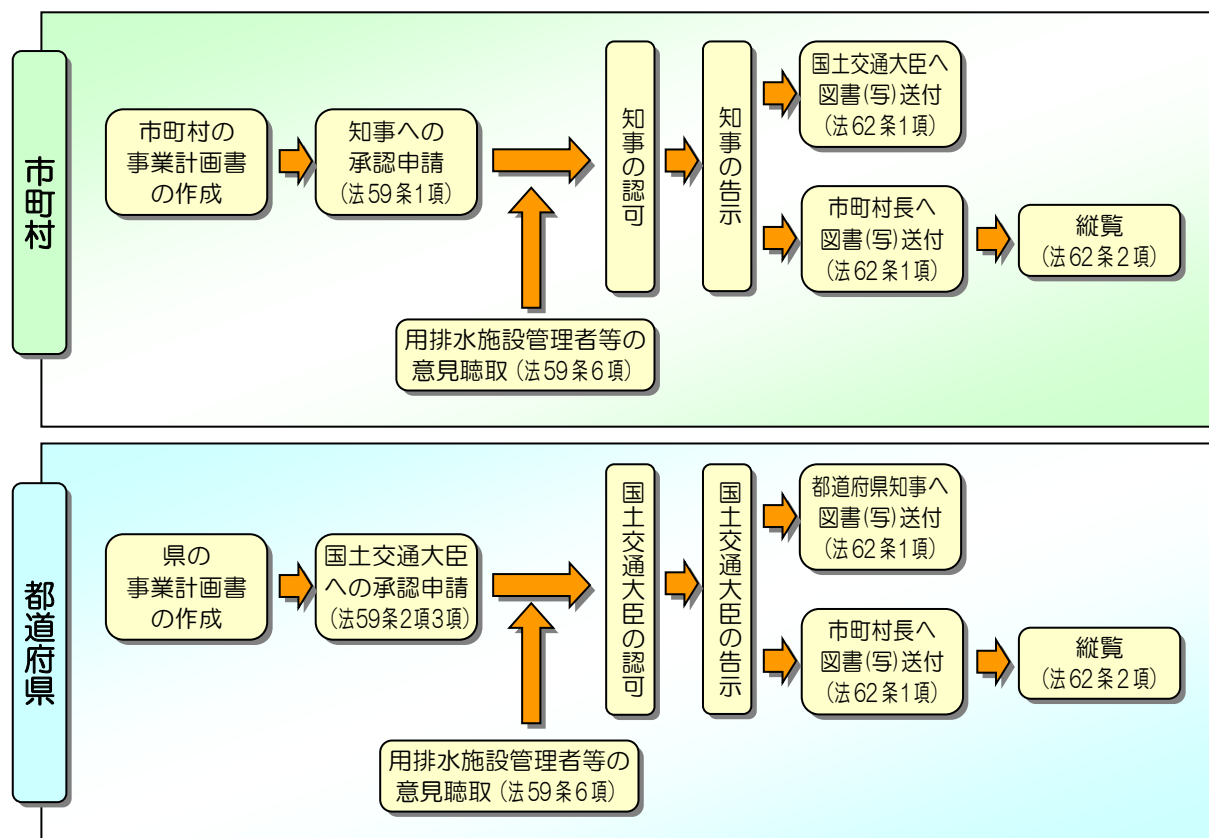 市町村
市町村の
事業計画書
の作成
知事への
承認申請
(法59条1項)
用排水施設管理者等の
意見聴取(法59条6項)
知事の認可
知事の告示
国土交通大臣へ
図書(写)送付
(法62条1項)
市町村長へ
図書(写)送付
(法62条1項)
縦覧
(法62条2項)
都道府県
県の
事業計画書
の作成
国土交通大臣
への承認申請
(法59条2項3項)
用排水施設管理者等の
意見聴取(法59条6項)
国土交通大臣の認可
国土交通大臣の告示
都道府県知事へ
図書(写)送付
(法62条1項)
市町村長へ
図書(写)送付
(法62条1項)
縦覧
(法62条2項)